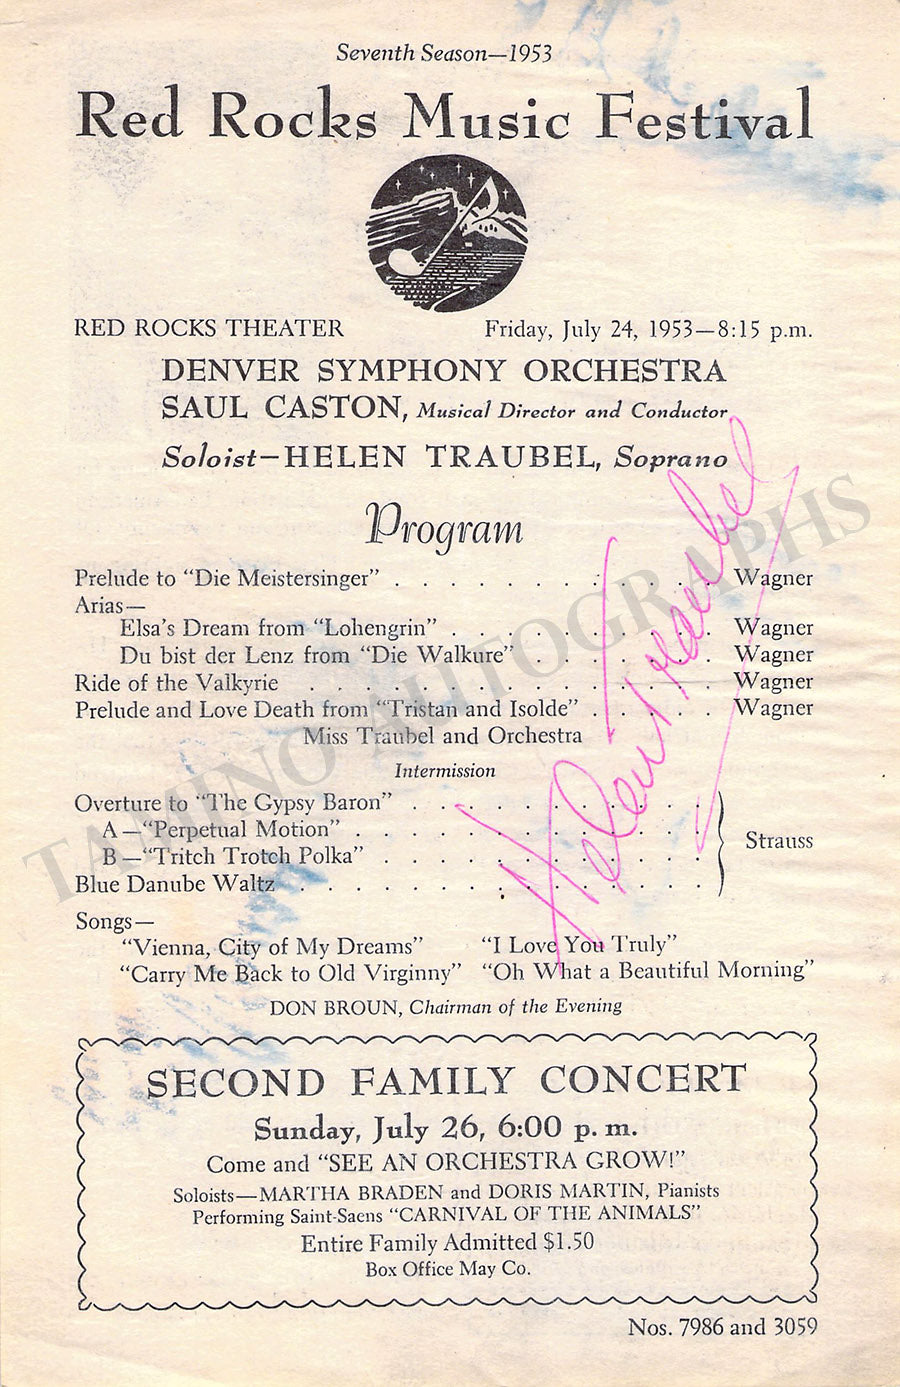 Seventh Season—1953
Red Rocks Music Festival
RED ROCKS THEATER Friday, July 24, 1953—8:15 p.m.
DENVER SYMPHONY ORCHESTRA
SAUL CASTON, Musical Director and Conductor
Soloist—HELEN TRAUBEL, Soprano
Program
Prelude to "Die Meistersinger" . . . . . . . . . . . . Wagner
Arias—
Elsa's Dream from "Lohengrin" . . . . . . . . . . Wagner
Du bist der Lenz from "Die Walkure" . . . . . . . Wagner
Ride of the Valkyrie . . . . . . . . . . . . . . . Wagner
Prelude and Love Death from "Tristan and Isolde" . . . . . Wagner
Miss Traubel and Orchestra
Intermission
Overture to "The Gypsy Baron" . . . . . . . . . . .
A—"Perpetual Motion" . . . . . . . . . . . . .
B—"Tritch Trotch Polka" . . . . . . . . . . . . Strauss
Blue Danube Waltz . . . . . . . . . . . . . . .
Songs—
"Vienna, City of My Dreams" "I Love You Truly"
"Carry Me Back to Old Virginny" "Oh What a Beautiful Morning"
DON BROUN, Chairman of the Evening
SECOND FAMILY CONCERT
Sunday, July 26, 6:00 p. m.
Come and "SEE AN ORCHESTRA GROW!"
Soloists—MARTHA BRADEN and DORIS MARTIN, Pianists
Performing Saint-Saens "CARNIVAL OF THE ANIMALS"
Entire Family Admitted $1.50
Box Office May Co.
Nos. 7986 and 3059
Helen Traubel
TAMINO AUTOGRAPHS